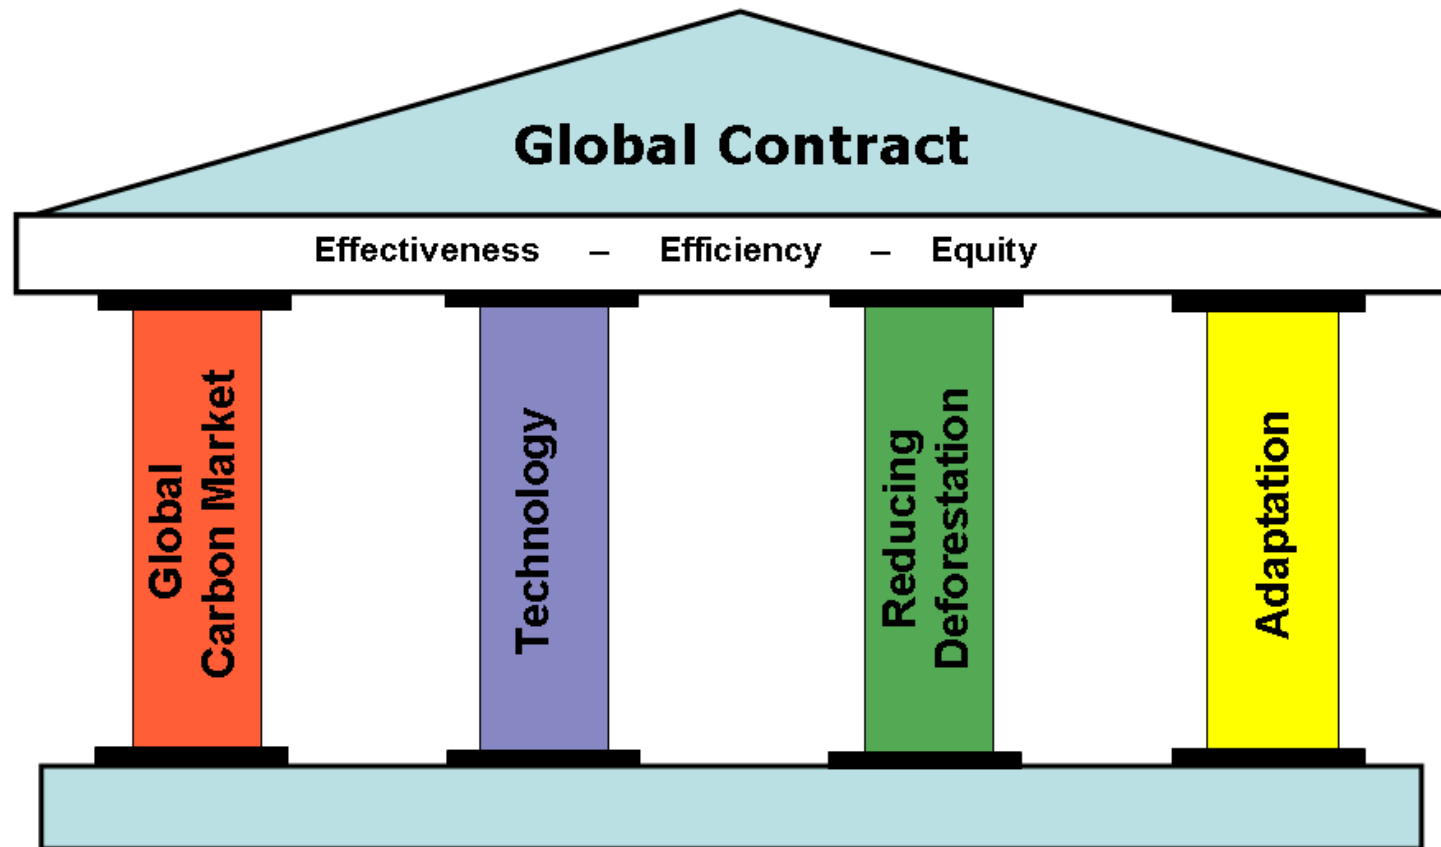 Global Contract
Effectiveness – Efficiency – Equity
Global
Carbon Market
Technology
Reducing
Deforestation
Adaptation